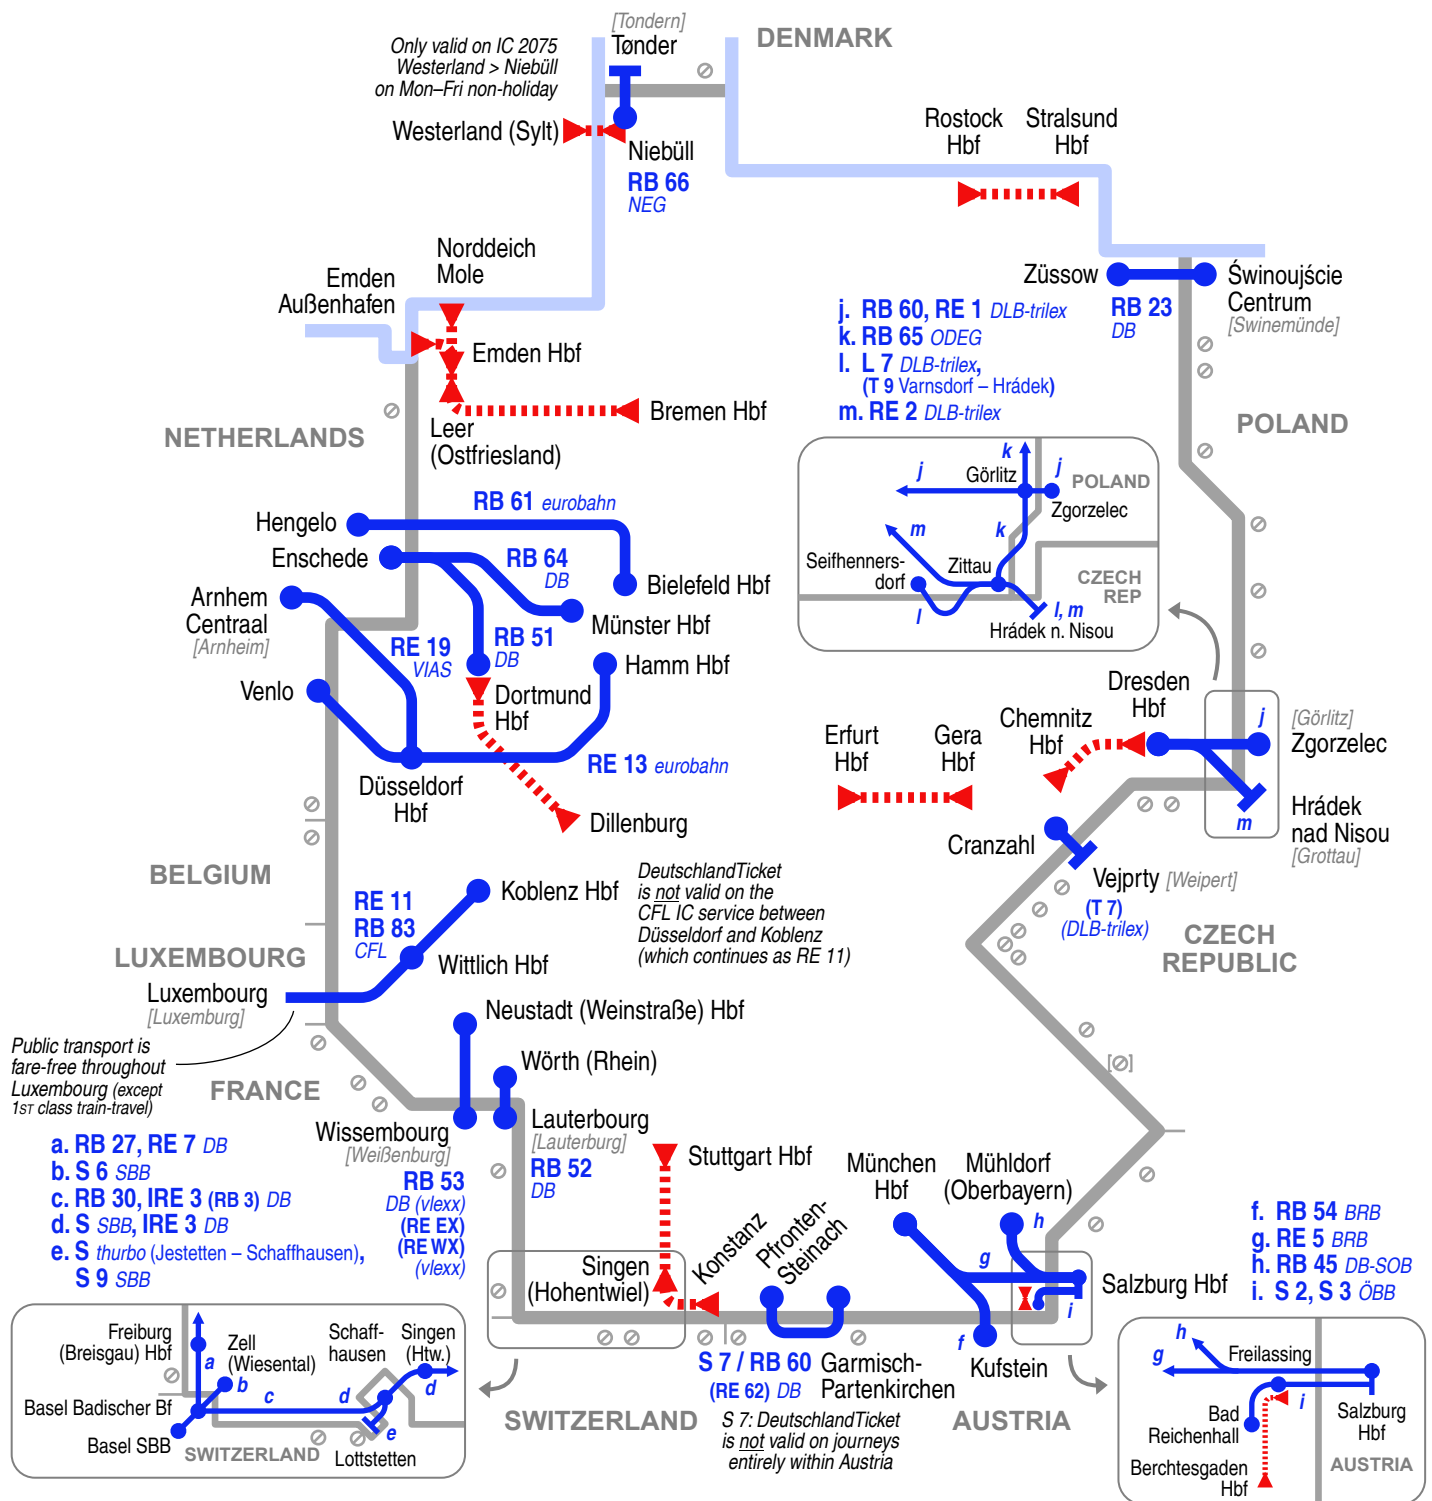 [Tondern]
Tønder
DENMARK
Only valid on IC 2075
Westerland > Niebüll
on Mon–Fri non-holiday
Westerland (Sylt)
Niebüll
RB 66
NEG
Rostock
Hbf
Stralsund
Hbf
Norddeich
Mole
Emden
Außenhafen
Emden Hbf
Bremen Hbf
Leer
(Ostfriesland)
NETHERLANDS
Züssow
RB 23
DB
Świnoujście
Centrum
[Swinemünde]
j. RB 60, RE 1 DLB-trilex
k. RB 65 ODEG
l. L 7 DLB-trilex,
(T 9 Varnsdorf – Hrádek)
m. RE 2 DLB-trilex
POLAND
k
j
Görlitz
j
POLAND
Zgorzelec
m
k
Seifhenners-
dorf
Zittau
CZECH
REP
l
l, m
Hrádek n. Nisou
RB 61 eurobahn
Hengelo
Enschede
RB 64
DB
Bielefeld Hbf
Arnhem
Centraal
[Arnheim]
Münster Hbf
RE 19
VIAS
RB 51
DB
Hamm Hbf
Venlo
Dortmund
Hbf
RE 13 eurobahn
Düsseldorf
Hbf
Dillenburg
Dresden
Hbf
Chemnitz
Hbf
Erfurt
Hbf
Gera
Hbf
j
[Görlitz]
Zgorzelec
m
Hrádek
nad Nisou
[Grottau]
Cranzahl
Vejprty [Weipert]
(T 7)
(DLB-trilex)
CZECH
REPUBLIC
BELGIUM
DeutschlandTicket
is not valid on the
CFL IC service between
Düsseldorf and Koblenz
(which continues as RE 11)
Koblenz Hbf
RE 11
RB 83
CFL
Wittlich Hbf
LUXEMBOURG
Luxembourg
[Luxemburg]
Public transport is
fare-free throughout
Luxembourg (except
1ST class train-travel)
Neustadt (Weinstraße) Hbf
Wörth (Rhein)
FRANCE
Wissembourg
[Weißenburg]
RB 53
DB (vlexx)
(RE EX)
(RE WX)
(vlexx)
Lauterbourg
[Lauterburg]
RB 52
DB
a. RB 27, RE 7 DB
b. S 6 SBB
c. RB 30, IRE 3 (RB 3) DB
d. S SBB, IRE 3 DB
e. S thurbo (Jestetten – Schaffhausen),
S 9 SBB
Stuttgart Hbf
Singen
(Hohentwiel)
Konstanz
Pfronten-
Steinach
München
Hbf
Mühldorf
(Oberbayern)
h
g
f
i
Salzburg Hbf
Kufstein
S 7 / RB 60
(RE 62) DB
Garmisch-
Partenkirchen
S 7: DeutschlandTicket
is not valid on journeys
entirely within Austria
SWITZERLAND
AUSTRIA
f. RB 54 BRB
g. RE 5 BRB
h. RB 45 DB-SOB
i. S 2, S 3 ÖBB
Freiburg
(Breisgau) Hbf
a
Zell
(Wiesental)
b
Schaff-
hausen
Singen
(Htw.)
c
d
d
e
Basel Badischer Bf
Basel SBB
SWITZERLAND
Lottstetten
h
g
Freilassing
i
Bad
Reichenhall
Salzburg
Hbf
Berchtesgaden
Hbf
AUSTRIA